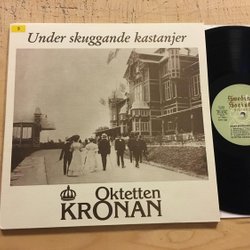 Under skuggande kastanjer
Oktetten
KRONAN